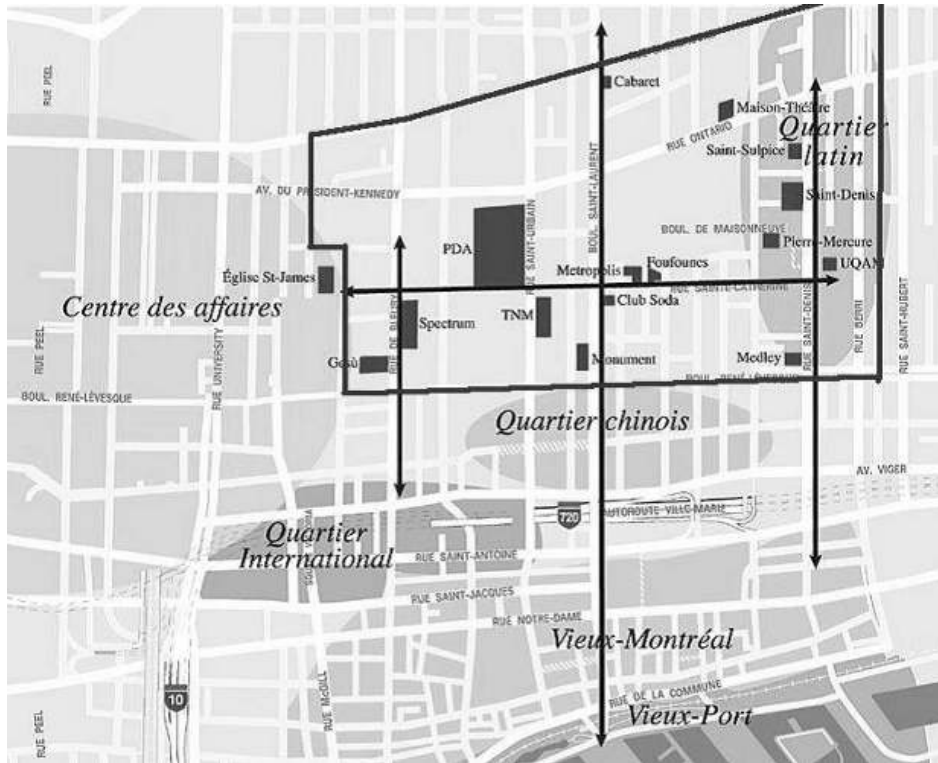 RUE PEEL
Cabaret
Maison-Théâtre
RUE ONTARIO
Quartier
latin
Saint-Sulpice
AV. DU PRÉSIDENT-KENNEDY
BOUL. SAINT-LAURENT
Saint-Denis
RUE SAINT-URBAIN
BOUL. DE MAISONNEUVE
Pierre-Mercure
PDA
Église St-James
Metropolis
Foufounes
UQAM
RUE SAINTE-CATHERINE
Centre des affaires
Club Soda
TNM
Spectrum
RUE DE BLEURY
RUE SAINT-DENIS
RUE BERRI
RUE SAINT-HUBERT
RUE PEEL
RUE UNIVERSITY
Gesù
Monument
Medley
BOUL. RENÉ-LÉVESQUE
BOUL. RENÉ-LÉVESQUE
Quartier chinois
AV. VIGER
720
AUTOROUTE VILLE-MARIE
Quartier
International
RUE SAINT-ANTOINE
RUE SAINT-JACQUES
RUE NOTRE-DAME
Vieux-Montréal
10
RUE McGILL
RUE DE LA COMMUNE
Vieux-Port
RUE PEEL